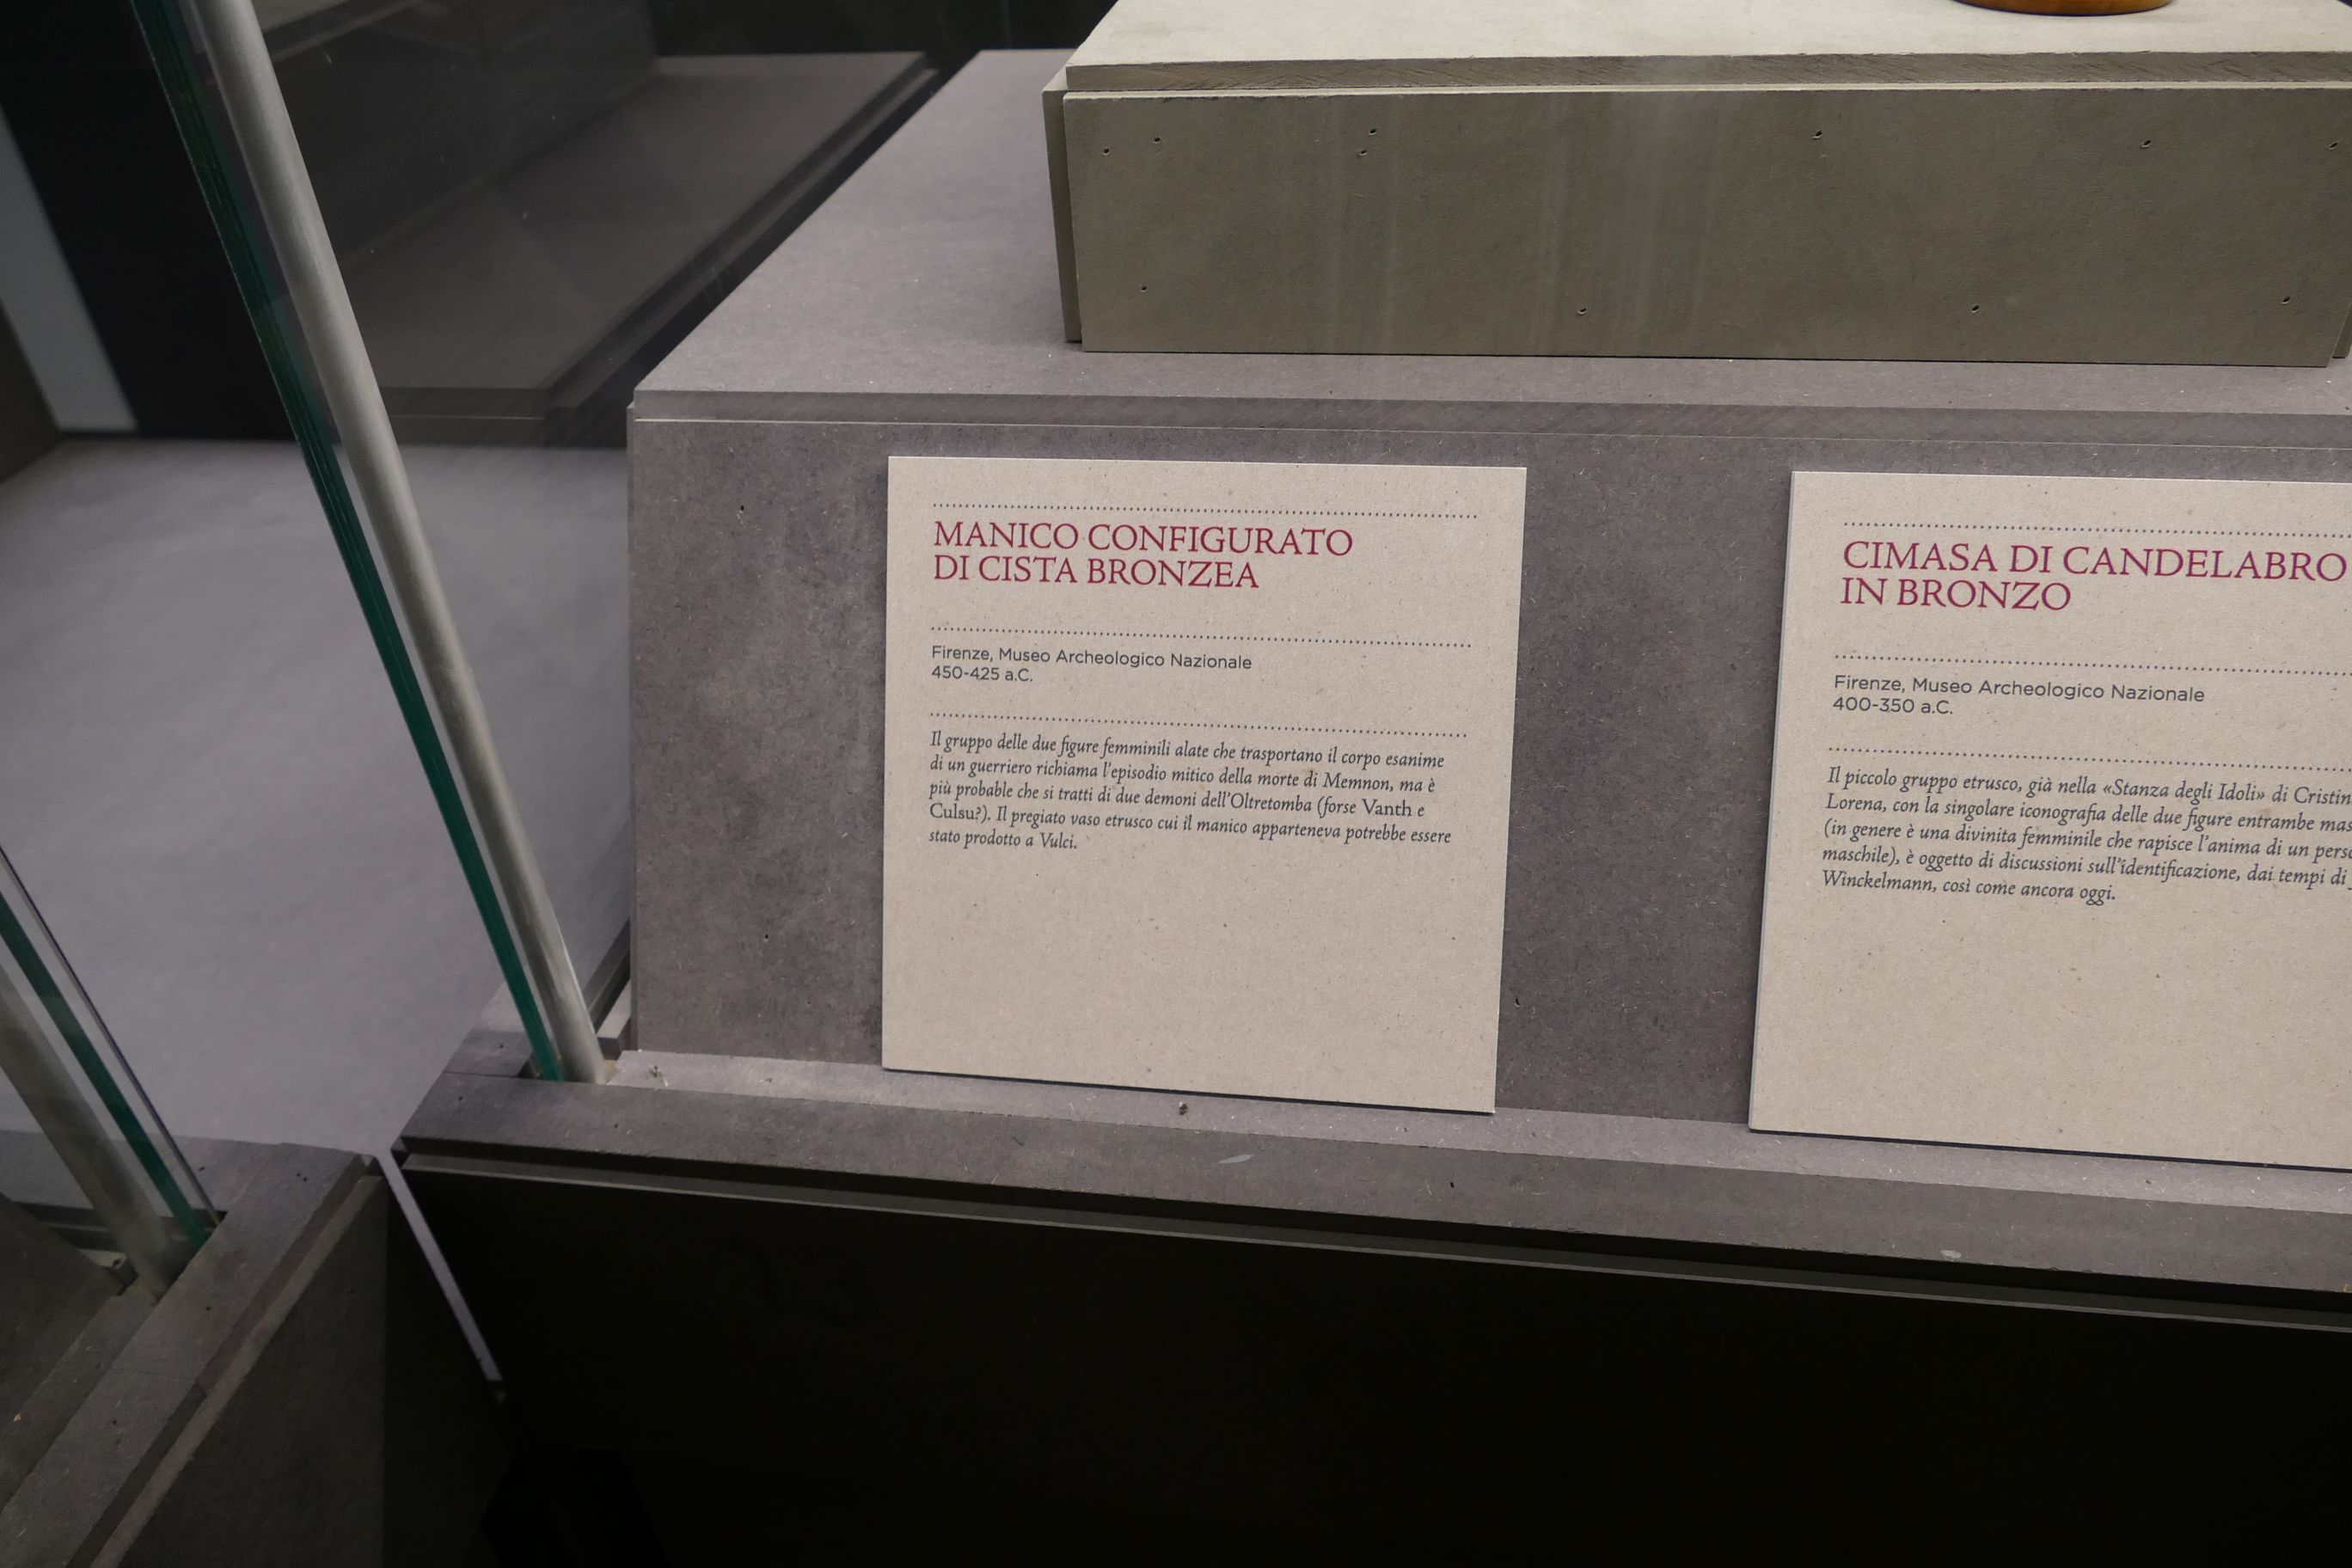 MANICO CONFIGURATO
DI CISTA BRONZEA
Firenze, Museo Archeologico Nazionale
450-425 a.C.
Il gruppo delle due figure femminili alate che trasportano il corpo esanime
di un guerriero richiama l'episodio mitico della morte di Memnon, ma è
più probabile che si tratti di due demoni dell'Oltretomba (forse Vanth e
Culsu?). Il pregiato vaso etrusco cui il manico apparteneva potrebbe essere
stato prodotto a Vulci.
CIMASA DI CANDELABRO
IN BRONZO
Firenze, Museo Archeologico Nazionale
400-350 a.C.
Il piccolo gruppo etrusco, già nella «Stanza degli Idoli» di
Lorena, con la singolare iconografia delle due figure entrambe
(in genere è una divinita femminile che rapisce l'anima di un
maschile), è oggetto di discussioni sull'identificazione, dai tempi di
Winckelmann, così come ancora oggi.